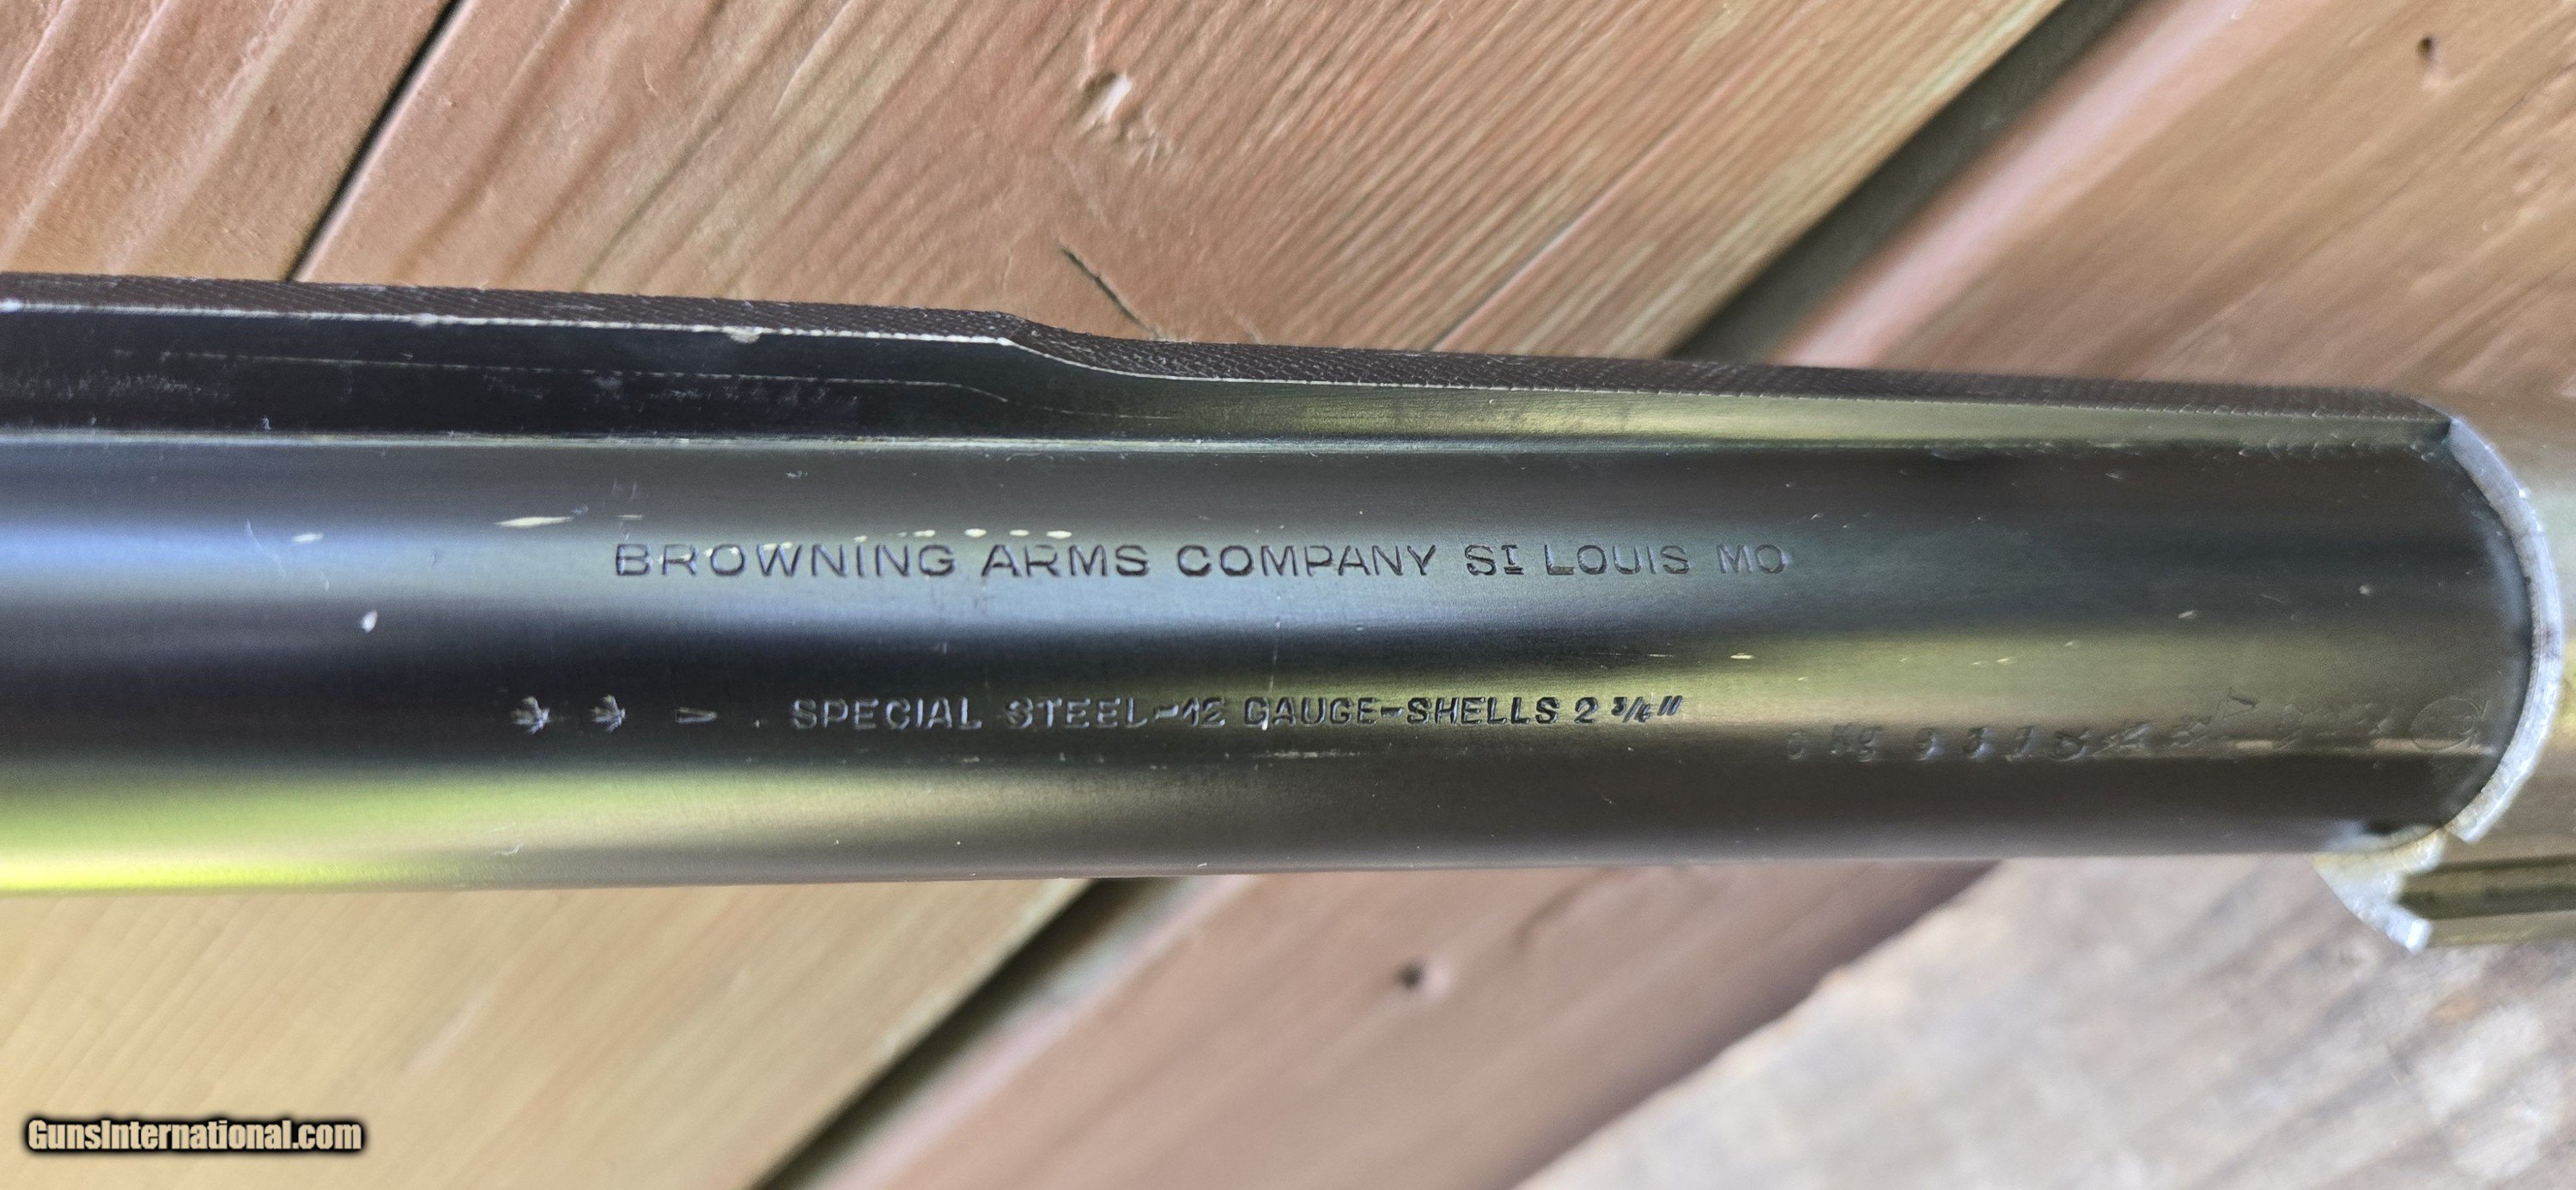 BROWNING ARMS COMPANY ST LOUIS MO
SPECIAL STEEL-12 GAUGE-SHELLS 2 3/4"
GunsInternational.com